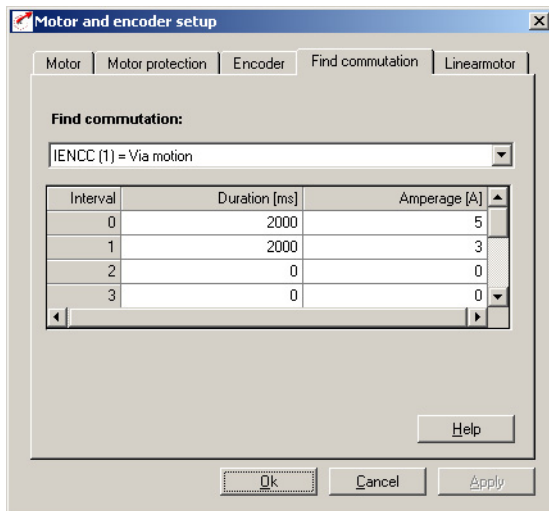 Motor and encoder setup
Motor Motor protection Encoder Find commutation Linearmotor
Find commutation:
IENCC (1) = Via motion
Interval Duration [ms] Amperage [A]
0 2000 5
1 2000 3
2 0 0
3 0 0
Help
Ok Cancel Apply